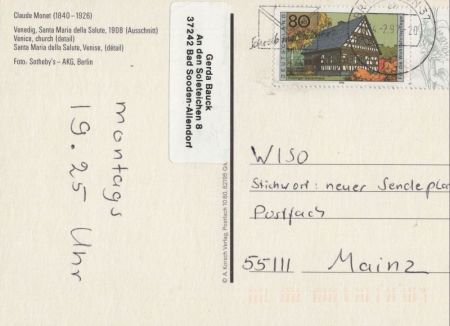 Claude Monet (1840–1926)
Venedig, Santa Maria della Salute, 1908 (Ausschnitt)
Venice, church (detail)
Santa Maria della Salute, Venise, (détail)
Foto: Sotheby's – AKG, Berlin
montags
19.25 Uhr
Gerda Bauck
An den Soleteichen 8
37242 Bad Sooden-Allendorf
80
WISO
Stichwort: neuer Sendepla
Postfach
55111 Mainz